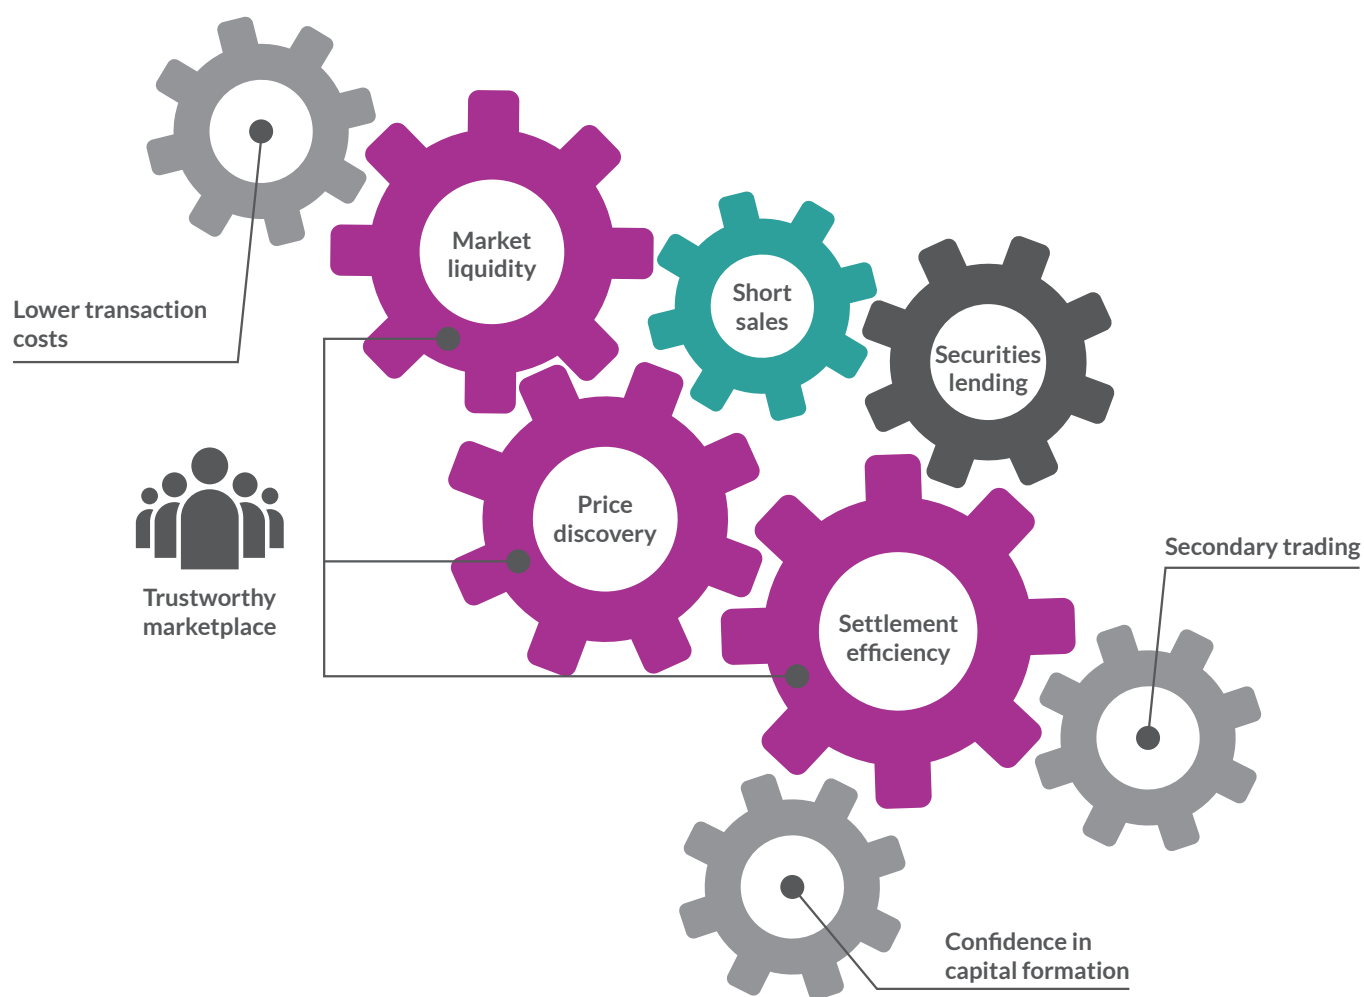 Market
liquidity
Short
sales
Lower transaction
costs
Securities
lending
Price
discovery
Secondary trading
Trustworthy
marketplace
Settlement
efficiency
Confidence in
capital formation